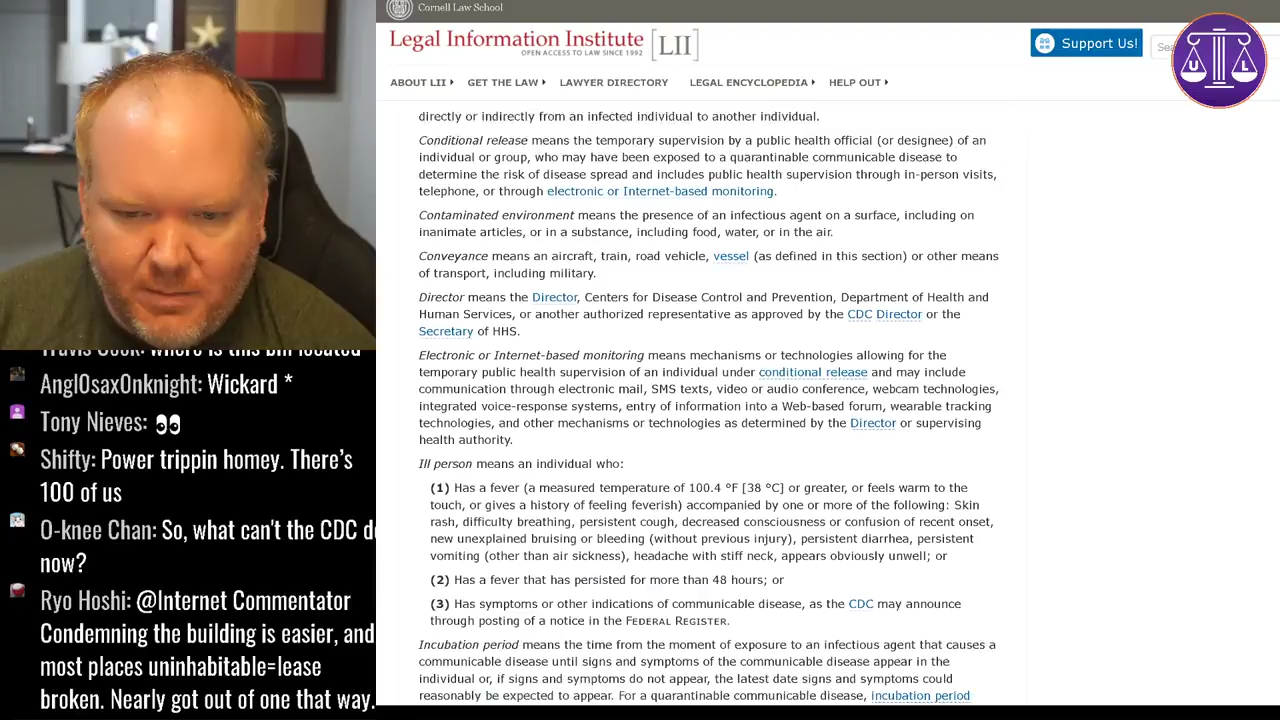 Cornell Law School
Legal Information Institute [LII]
OPEN ACCESS TO LAW SINCE 1992
Support Us!
Sea
U L
ABOUT LII GET THE LAW LAWYER DIRECTORY LEGAL ENCYCLOPEDIA HELP OUT
directly or indirectly from an infected individual to another individual.
Conditional release means the temporary supervision by a public health official (or designee) of an
individual or group, who may have been exposed to a quarantinable communicable disease to
determine the risk of disease spread and includes public health supervision through in-person visits,
telephone, or through electronic or Internet-based monitoring.
Contaminated environment means the presence of an infectious agent on a surface, including on
inanimate articles, or in a substance, including food, water, or in the air.
Conveyance means an aircraft, train, road vehicle, vessel (as defined in this section) or other means
of transport, including military.
Director means the Director, Centers for Disease Control and Prevention, Department of Health and
Human Services, or another authorized representative as approved by the CDC Director or the
Secretary of HHS.
Electronic or Internet-based monitoring means mechanisms or technologies allowing for the
temporary public health supervision of an individual under conditional release and may include
communication through electronic mail, SMS texts, video or audio conference, webcam technologies,
integrated voice-response systems, entry of information into a Web-based forum, wearable tracking
technologies, and other mechanisms or technologies as determined by the Director or supervising
health authority.
Ill person means an individual who:
(1) Has a fever (a measured temperature of 100.4 °F [38 °C] or greater, or feels warm to the
touch, or gives a history of feeling feverish) accompanied by one or more of the following: Skin
rash, difficulty breathing, persistent cough, decreased consciousness or confusion of recent onset,
new unexplained bruising or bleeding (without previous injury), persistent diarrhea, persistent
vomiting (other than air sickness), headache with stiff neck, appears obviously unwell; or
(2) Has a fever that has persisted for more than 48 hours; or
(3) Has symptoms or other indications of communicable disease, as the CDC may announce
through posting of a notice in the FEDERAL REGISTER.
Incubation period means the time from the moment of exposure to an infectious agent that causes a
communicable disease until signs and symptoms of the communicable disease appear in the
individual or, if signs and symptoms do not appear, the latest date signs and symptoms could
reasonably be expected to appear. For a quarantinable communicable disease, incubation period
Travis Cook: where is this bill located
AnglOsaxOnknight: Wickard *
Tony Nieves: 👀
Shifty: Power trippin homey. There's
100 of us
O-knee Chan: So, what can't the CDC do
now?
Ryo Hoshi: @Internet Commentator
Condemning the building is easier, and
most places uninhabitable=lease
broken. Nearly got out of one that way.